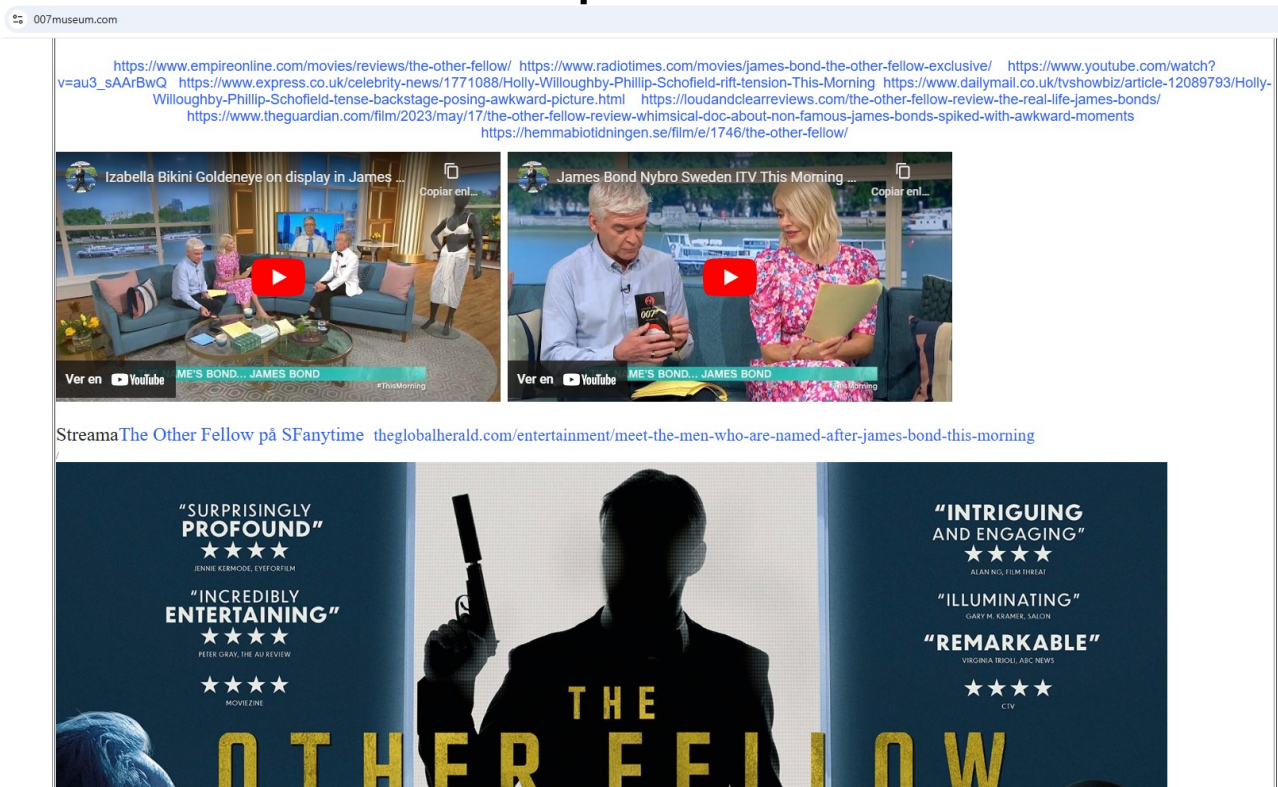 007museum.com
https://www.empireonline.com/movies/reviews/the-other-fellow/ https://www.radiotimes.com/movies/james-bond-the-other-fellow-exclusive/ https://www.youtube.com/watch?
v=au3_sAArBwQ https://www.express.co.uk/celebrity-news/1771088/Holly-Willoughby-Phillip-Schofield-rift-tension-This-Morning https://www.dailymail.co.uk/tvshowbiz/article-12089793/Holly-
Willoughby-Phillip-Schofield-tense-backstage-posing-awkward-picture.html https://loudandclearreviews.com/the-other-fellow-review-the-real-life-james-bonds/
https://www.theguardian.com/film/2023/may/17/the-other-fellow-review-whimsical-doc-about-non-famous-james-bonds-spiked-with-awkward-moments
https://hemmabiotidningen.se/film/e/1746/the-other-fellow/
Izabella Bikini Goldeneye on display in James ...
Copiar enl...
AME'S BOND... JAMES BOND
#ThisMorning
Ver en YouTube
James Bond Nybro Sweden ITV This Morning ...
Copiar enl...
007
ME'S BOND... JAMES BOND
#ThisMorning
Ver en YouTube
StreamaThe Other Fellow på SFanytime theglobalherald.com/entertainment/meet-the-men-who-are-named-after-james-bond-this-morning
/
“SURPRISINGLY
PROFOUND”
JENNIE KERMODE, EYEFORFILM
“INCREDIBLY
ENTERTAINING”
PETER GRAY, THE AU REVIEW
MOVIEZINE
“INTRIGUING
AND ENGAGING”
ALAN NG, FILM THREAT
“ILLUMINATING”
GARY M. KRAMER, SALON
“REMARKABLE”
VIRGINIA TRIOLI, ABC NEWS
CTV
THE
OTHER FELLOW